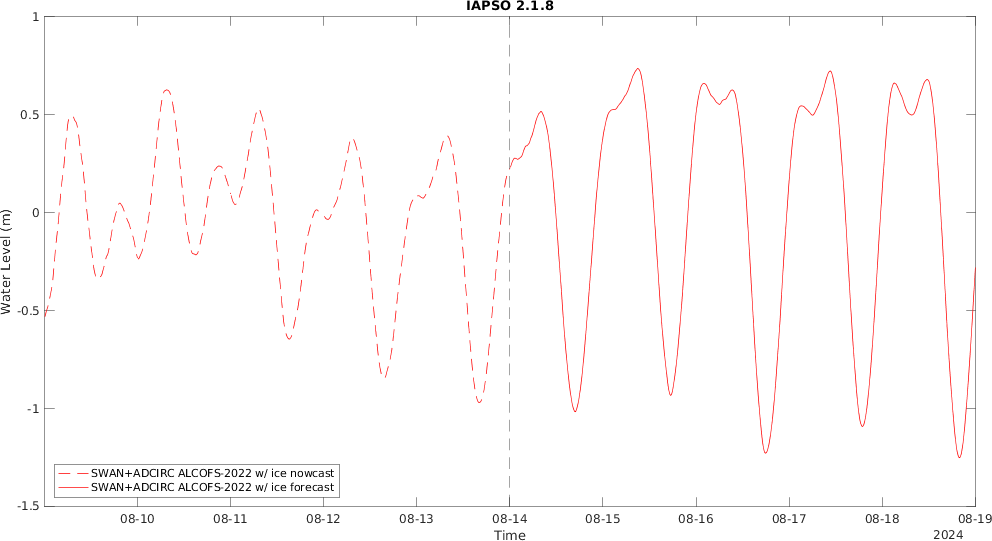 IAPSO 2.1.8
Water Level (m)
1
0.5
0
-0.5
-1
-1.5
SWAN+ADCIRC ALCOFS-2022 w/ ice nowcast
SWAN+ADCIRC ALCOFS-2022 w/ ice forecast
08-10 08-11 08-12 08-13 08-14 08-15 08-16 08-17 08-18 08-19
Time
2024